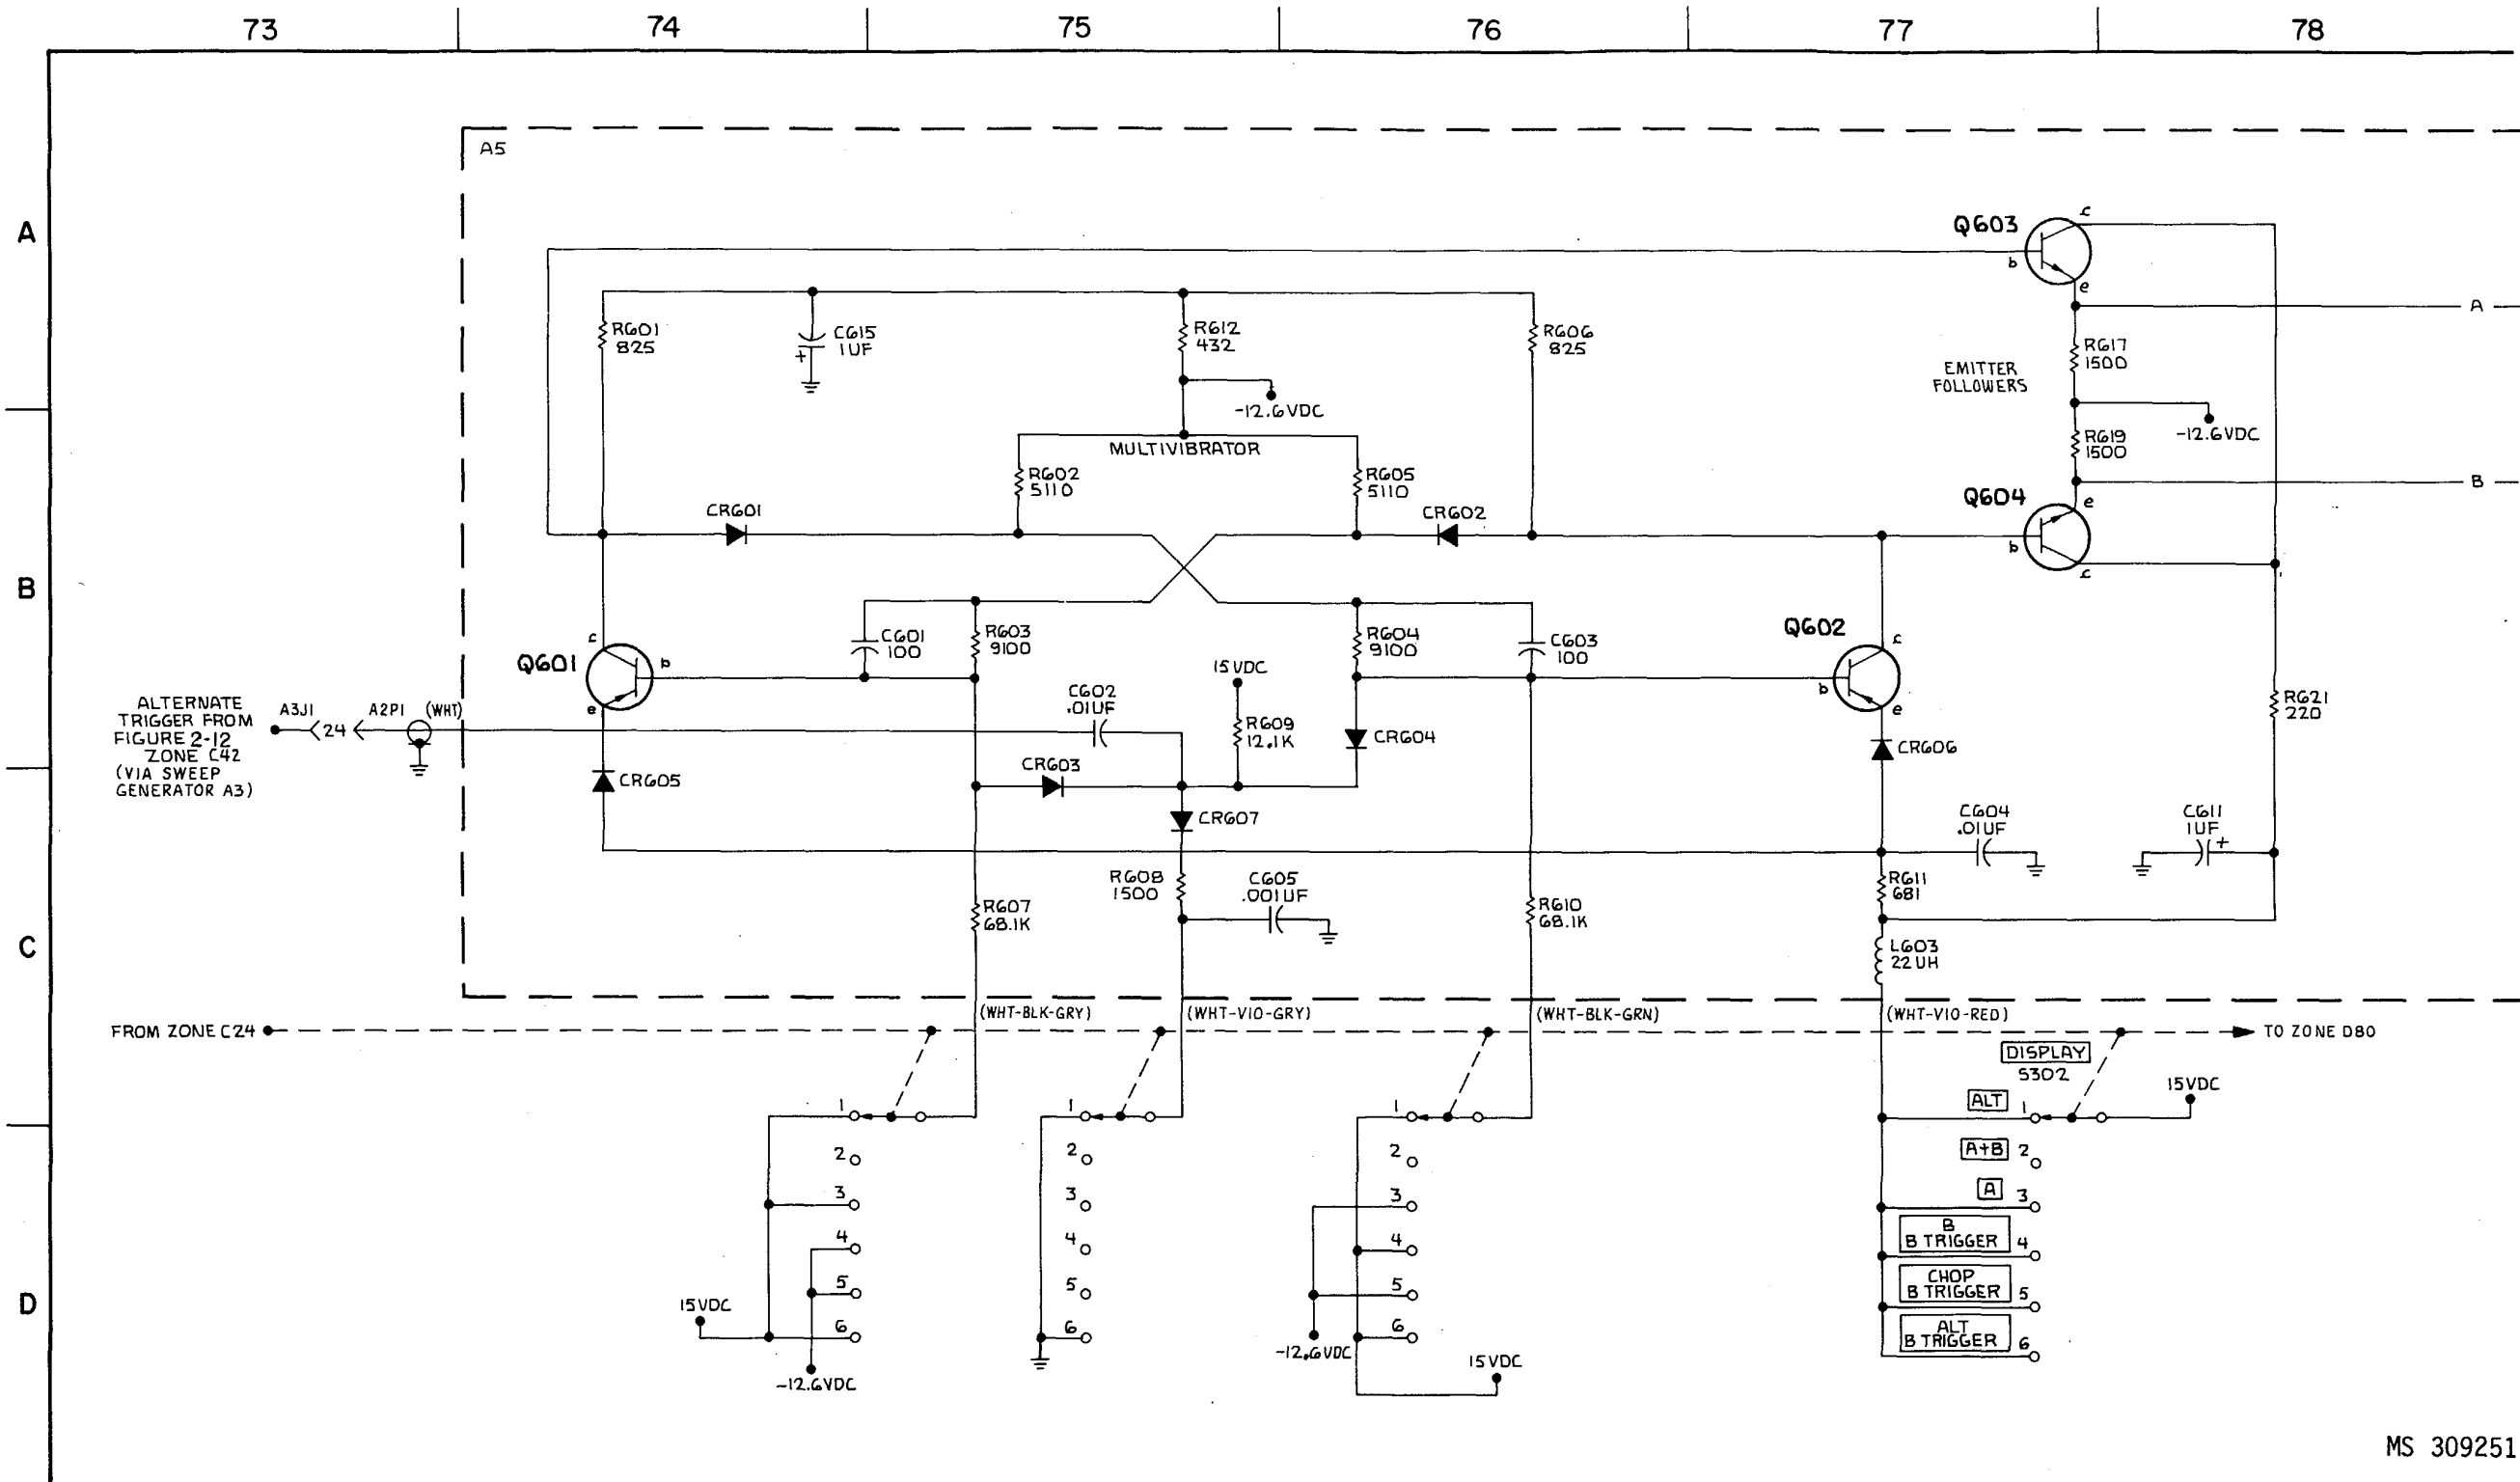 73 74 75 76 77 78
A5
A
Q603
c
b
e
A
R601
825
C615
1UF
+
R612
432
R606
825
R617
1500
EMITTER
FOLLOWERS
-12.6VDC
-12.6VDC
MULTIVIBRATOR
R619
1500
R602
5110
R605
5110
B
Q604
e
b
c
CR601
CR602
B
Q601
c
b
e
C601
100
R603
9100
R604
9100
C603
100
Q602
c
b
e
15VDC
ALTERNATE
TRIGGER FROM
FIGURE 2-12
ZONE C42
(VIA SWEEP
GENERATOR A3)
A3J1
24
A2P1
(WHT)
C602
.01UF
R609
12.1K
CR604
CR606
R621
220
CR605
CR603
CR607
C604
.01UF
C611
1UF
+
R608
1500
C605
.001UF
R611
681
R607
68.1K
R610
68.1K
C
L603
22UH
(WHT-BLK-GRY)
(WHT-VIO-GRY)
(WHT-BLK-GRN)
(WHT-VIO-RED)
FROM ZONE C24
TO ZONE D80
DISPLAY
S302
15VDC
1
1
1
ALT 1
2
2
2
A+B 2
3
3
3
A 3
4
4
4
B
B TRIGGER 4
D
5
5
5
CHOP
B TRIGGER 5
15VDC
6
6
6
ALT
B TRIGGER 6
-12.6VDC
-12.6VDC
15VDC
MS 309251